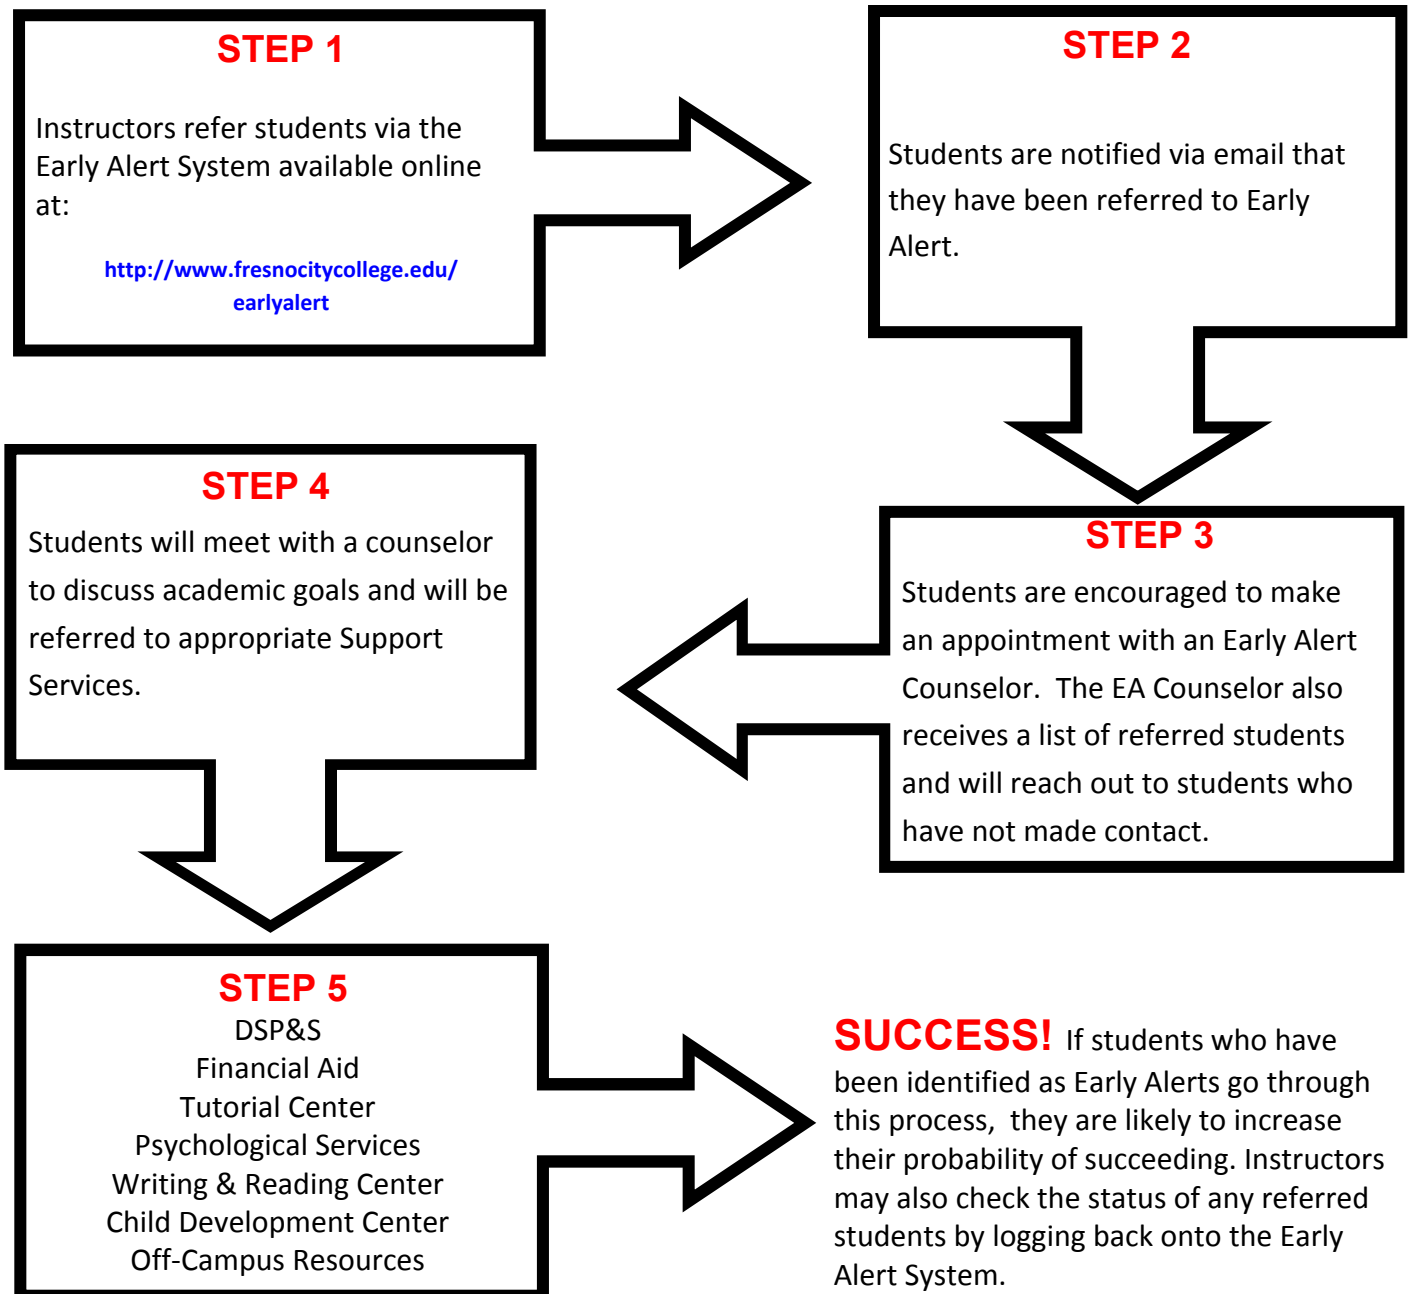 STEP 1
Instructors refer students via the
Early Alert System available online
at:
http://www.fresnocitycollege.edu/
earlyalert
STEP 2
Students are notified via email that
they have been referred to Early
Alert.
STEP 3
Students are encouraged to make
an appointment with an Early Alert
Counselor.  The EA Counselor also
receives a list of referred students
and will reach out to students who
have not made contact.
STEP 4
Students will meet with a counselor
to discuss academic goals and will be
referred to appropriate Support
Services.
STEP 5
DSP&S
Financial Aid
Tutorial Center
Psychological Services
Writing & Reading Center
Child Development Center
Off-Campus Resources
SUCCESS! If students who have
been identified as Early Alerts go through
this process,  they are likely to increase
their probability of succeeding. Instructors
may also check the status of any referred
students by logging back onto the Early
Alert System.